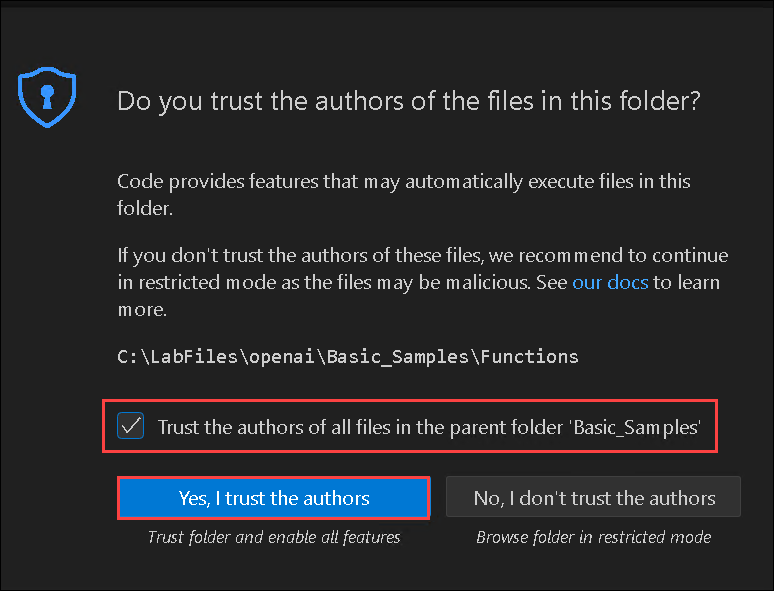 Do you trust the authors of the files in this folder?
Code provides features that may automatically execute files in this
folder.
If you don't trust the authors of these files, we recommend to continue
in restricted mode as the files may be malicious. See our docs to learn
more.
C:\LabFiles\openai\Basic_Samples\Functions
Trust the authors of all files in the parent folder 'Basic_Samples'
Yes, I trust the authors
No, I don't trust the authors
Trust folder and enable all features
Browse folder in restricted mode